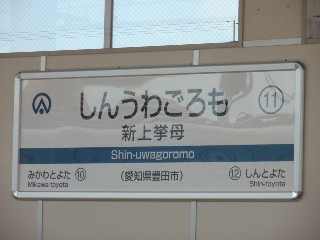 しんうわごろも
11
新上挙母
Shin-uwagoromo
みかわとよた 10
Mikawa-toyota
(愛知県豊田市)
12 しんとよた
Shin-toyota